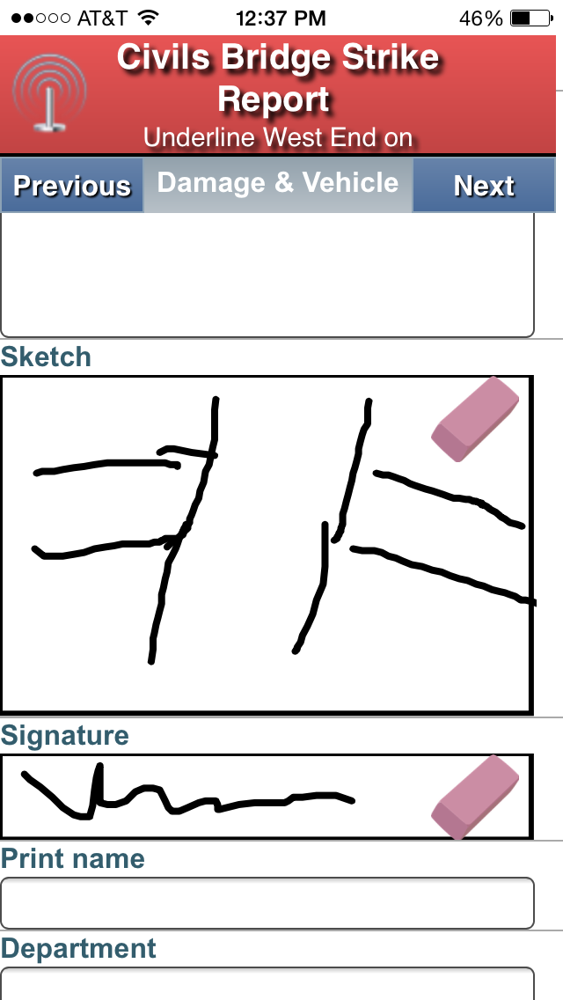 AT&T 12:37 PM 46%
Civils Bridge Strike
Report
Underline West End on
Previous Damage & Vehicle Next
Sketch
Signature
Print name
Department